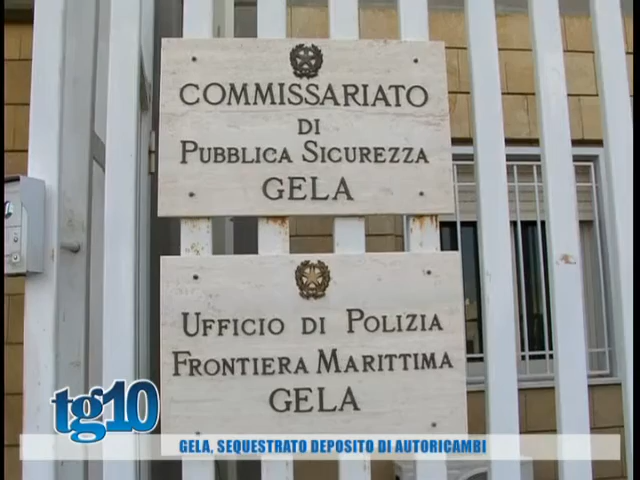 COMMISSARIATO
DI
PUBBLICA SICUREZZA
GELA
UFFICIO DI POLIZIA
FRONTIERA MARITTIMA
GELA
tg10
GELA, SEQUESTRATO DEPOSITO DI AUTORICAMBI